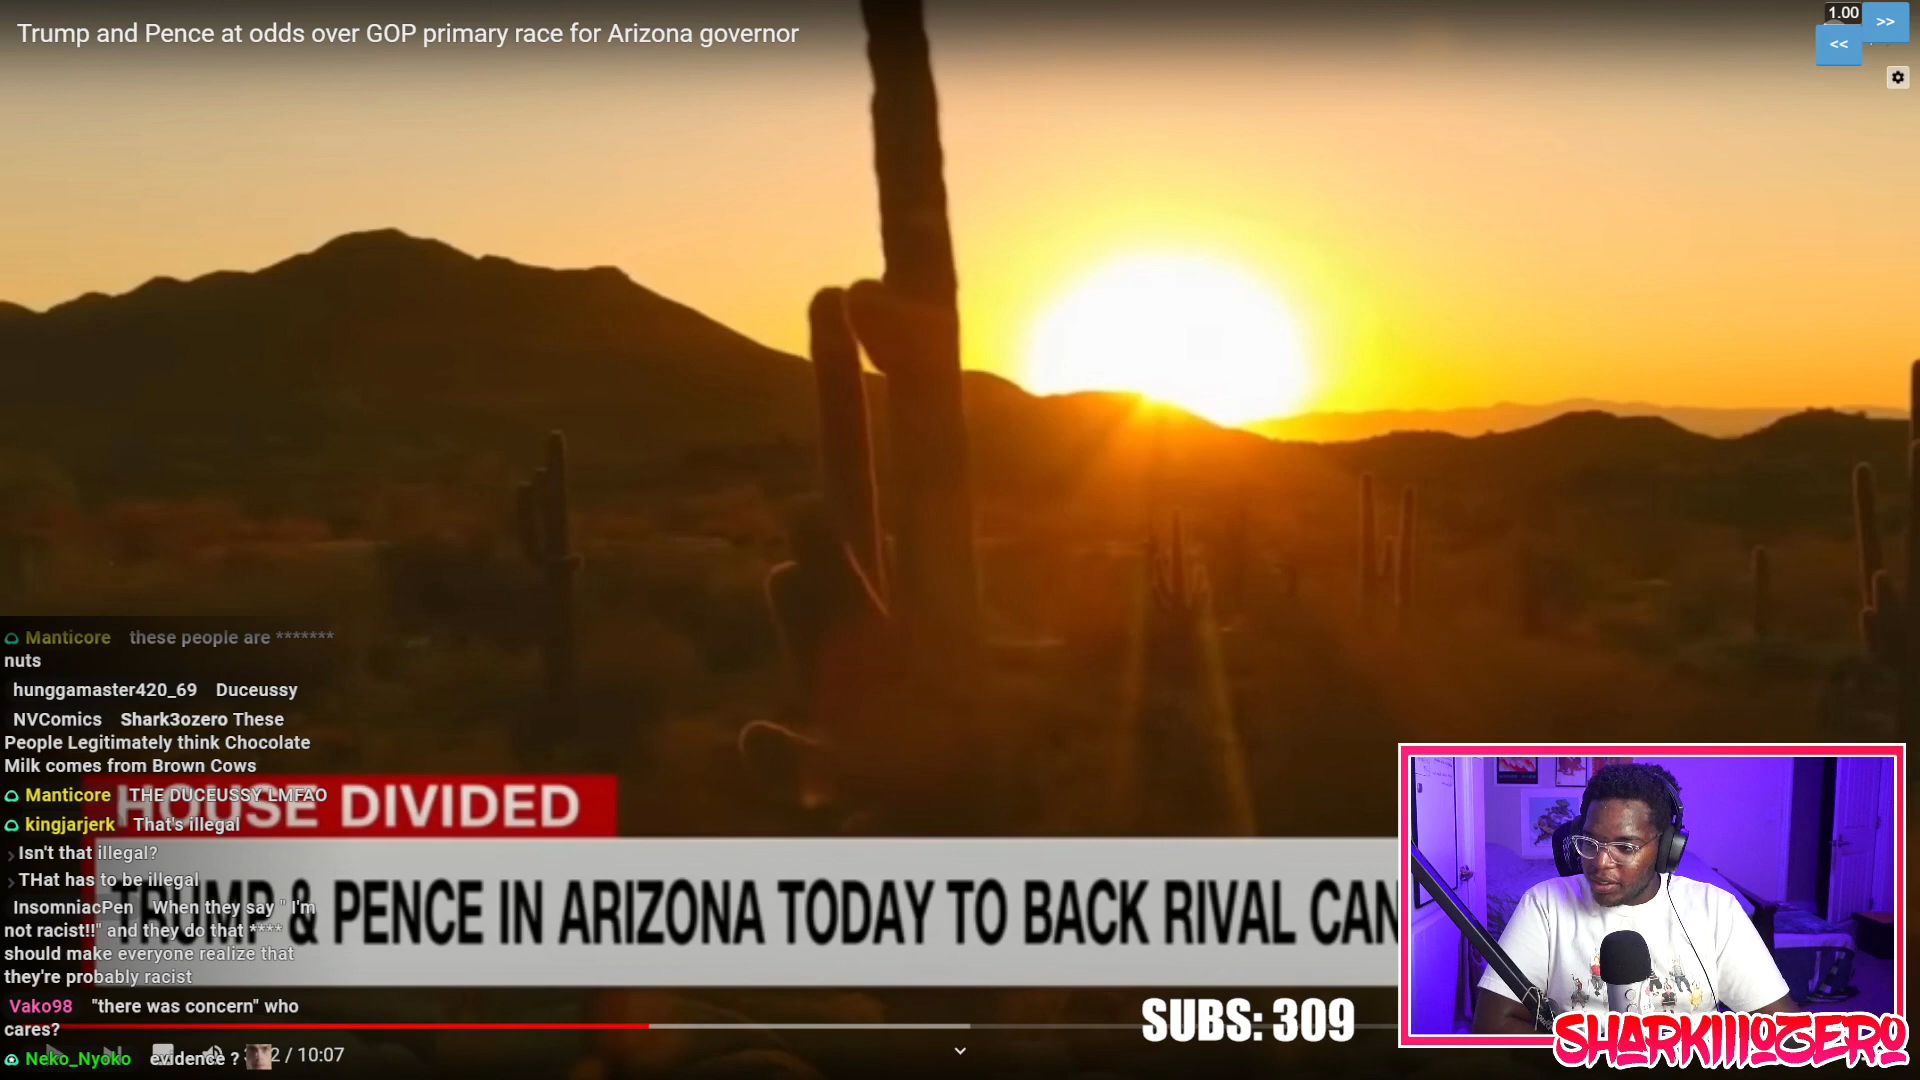 Trump and Pence at odds over GOP primary race for Arizona governor
1.00
>>
<<
Manticore these people are *******
nuts
hunggamaster420_69 Duceussy
NVComics Shark3ozero These
People Legitimately think Chocolate
Milk comes from Brown Cows
Manticore THE DUCEUSSY LMFAO
HOUSE DIVIDED
kingjarjerk That's illegal
Isn't that illegal?
THat has to be illegal
TRUMP & PENCE IN ARIZONA TODAY TO BACK RIVAL CAN
InsomniacPen When they say " I'm
not racist!!" and they do that ****
should make everyone realize that
they're probably racist
Vako98 "there was concern" who
cares?
SUBS: 309
Neko_Nyoko evidence ?
/ 10:07
SHARKIIIOZERO